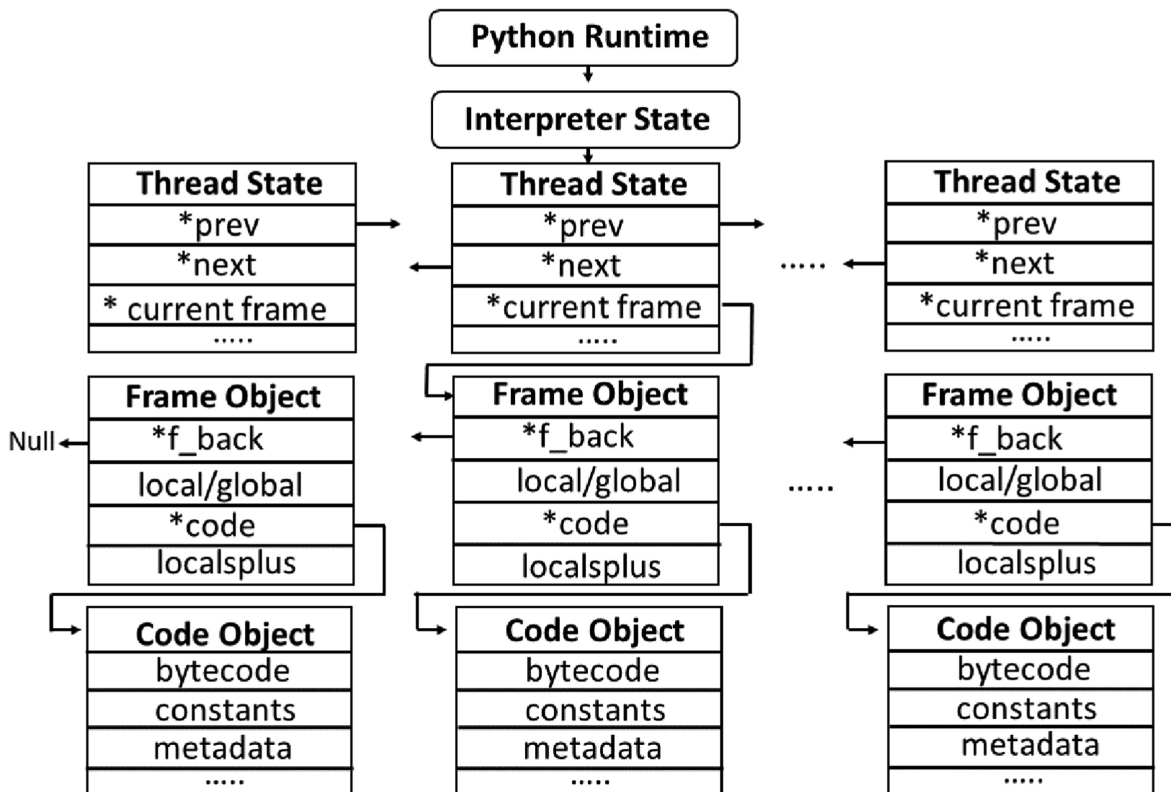 Python Runtime
Interpreter State
Thread State
*prev
*next
* current frame
.....
Thread State
*prev
*next
*current frame
.....
.....
Thread State
*prev
*next
*current frame
.....
Null
Frame Object
*f_back
local/global
*code
localsplus
Frame Object
*f_back
local/global
*code
localsplus
.....
Frame Object
*f_back
local/global
*code
localsplus
Code Object
bytecode
constants
metadata
.....
Code Object
bytecode
constants
metadata
.....
Code Object
bytecode
constants
metadata
.....